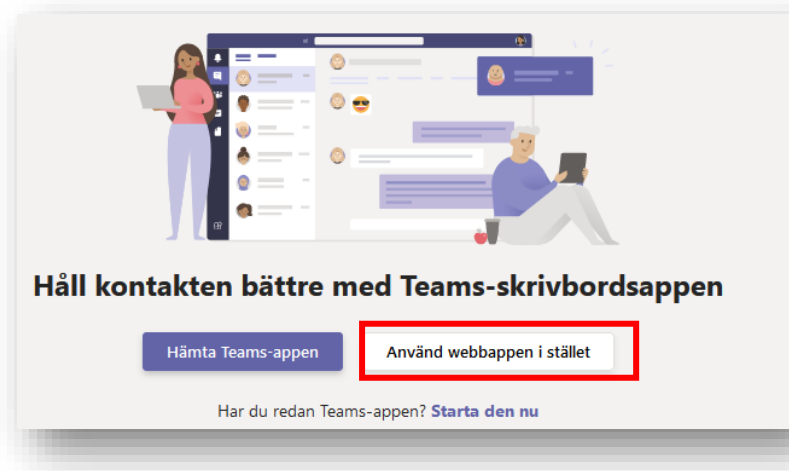 Håll kontakten bättre med Teams-skrivbordsappen
Hämta Teams-appen
Använd webbappen i stället
Har du redan Teams-appen? Starta den nu